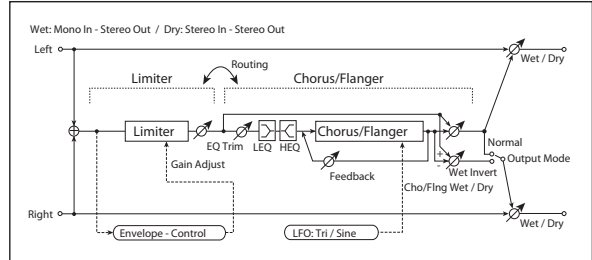 Wet: Mono In - Stereo Out / Dry: Stereo In - Stereo Out
Left
Wet / Dry
Routing
Limiter
Chorus/Flanger
Limiter
EQ Trim
LEQ
HEQ
Chorus/Flanger
Normal
Output Mode
+
-
Wet Invert
Gain Adjust
Feedback
Cho/Flng Wet / Dry
Right
Wet / Dry
Envelope - Control
LFO: Tri / Sine